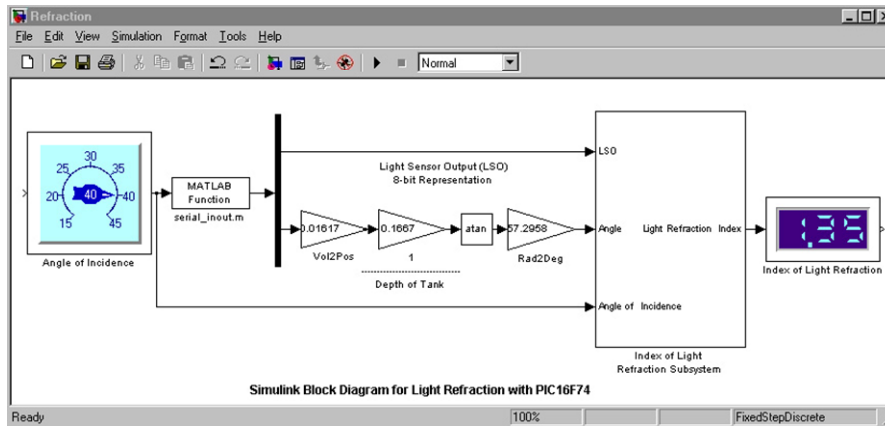 Refraction
File Edit View Simulation Format Tools Help
Normal
30
25
35
20
40
40
15
45
Angle of Incidence
MATLAB
Function
serial_inout.m
Light Sensor Output (LSO)
8-bit Representation
0.01617
Vol2Pos
0.1667
1
Depth of Tank
atan
57.2958
Rad2Deg
LSO
Angle
Light Refraction Index
Angle of Incidence
Index of Light
Refraction Subsystem
1.35
Index of Light Refraction
Simulink Block Diagram for Light Refraction with PIC16F74
Ready
100%
FixedStepDiscrete